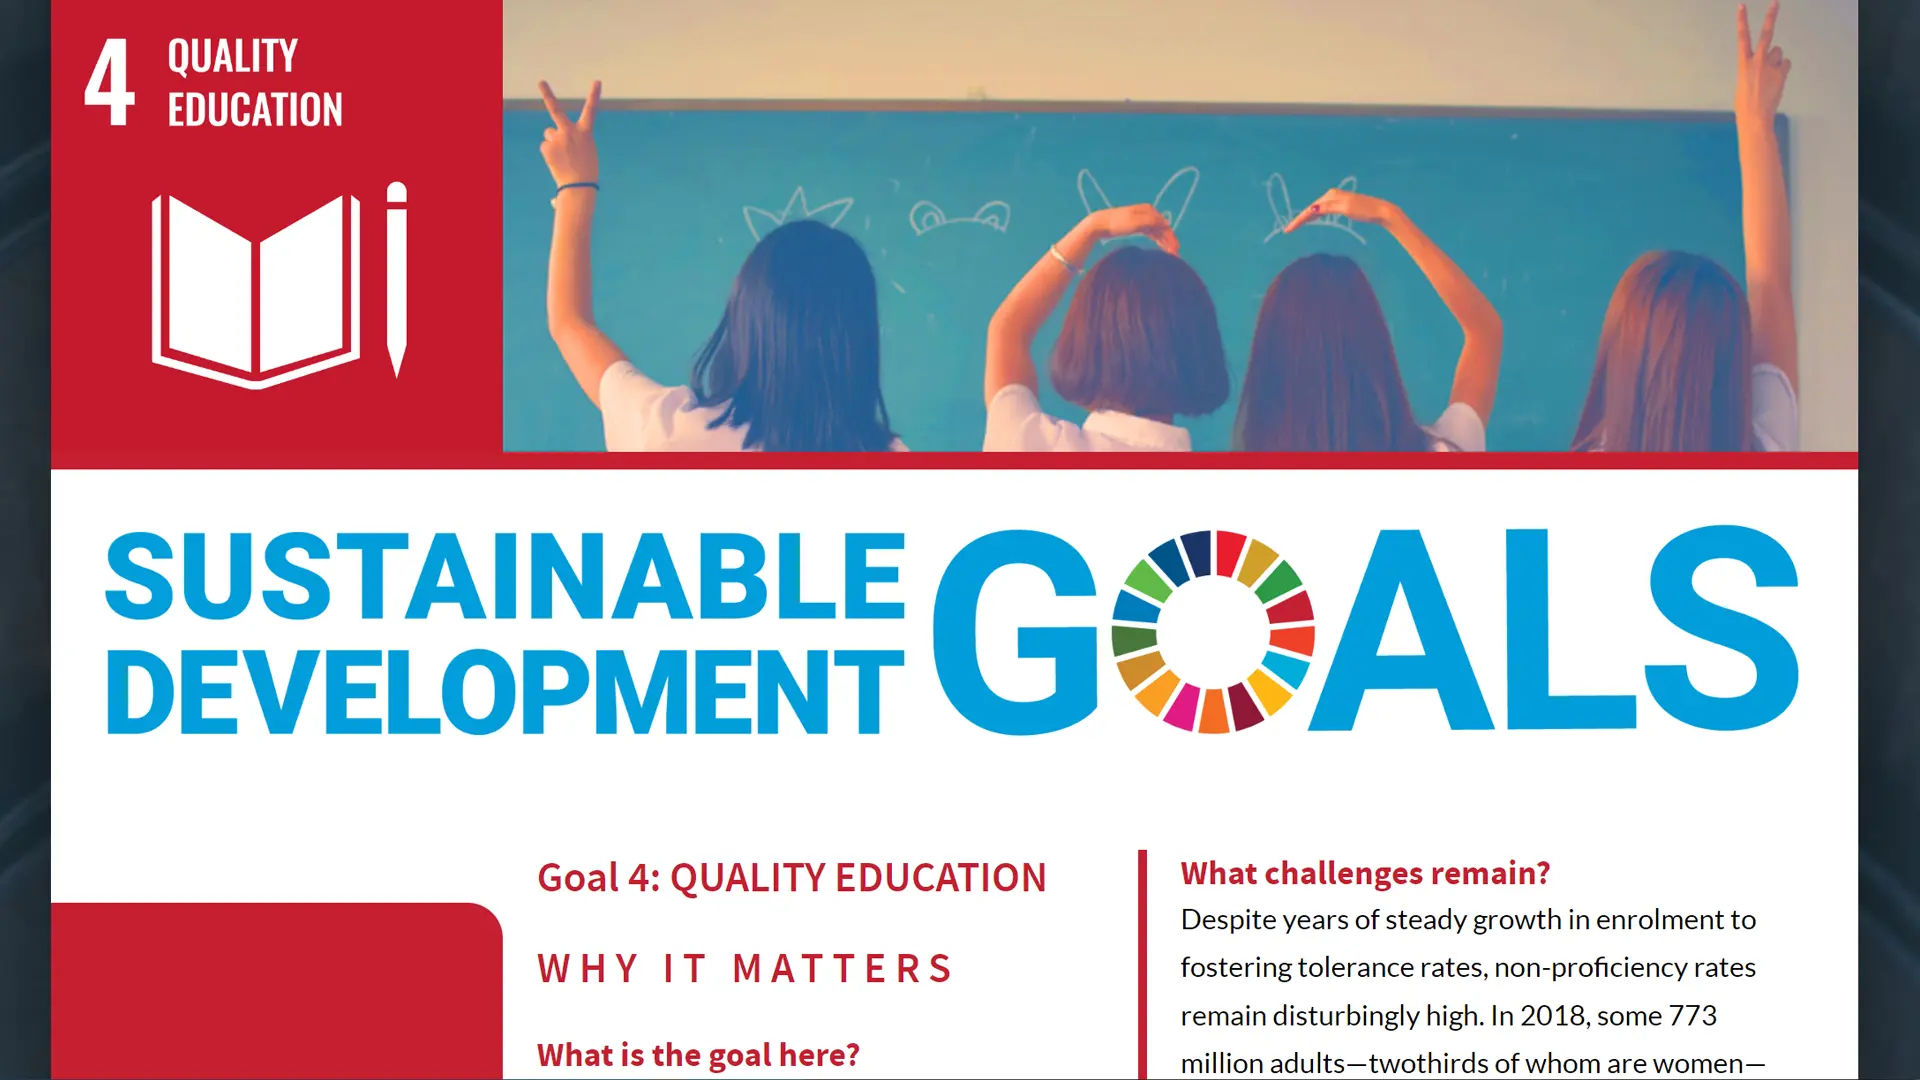 4 QUALITY
EDUCATION
SUSTAINABLE
DEVELOPMENT
GOALS
Goal 4: QUALITY EDUCATION
WHY IT MATTERS
What is the goal here?
What challenges remain?
Despite years of steady growth in enrolment to
fostering tolerance rates, non-proficiency rates
remain disturbingly high. In 2018, some 773
million adults—twothirds of whom are women—